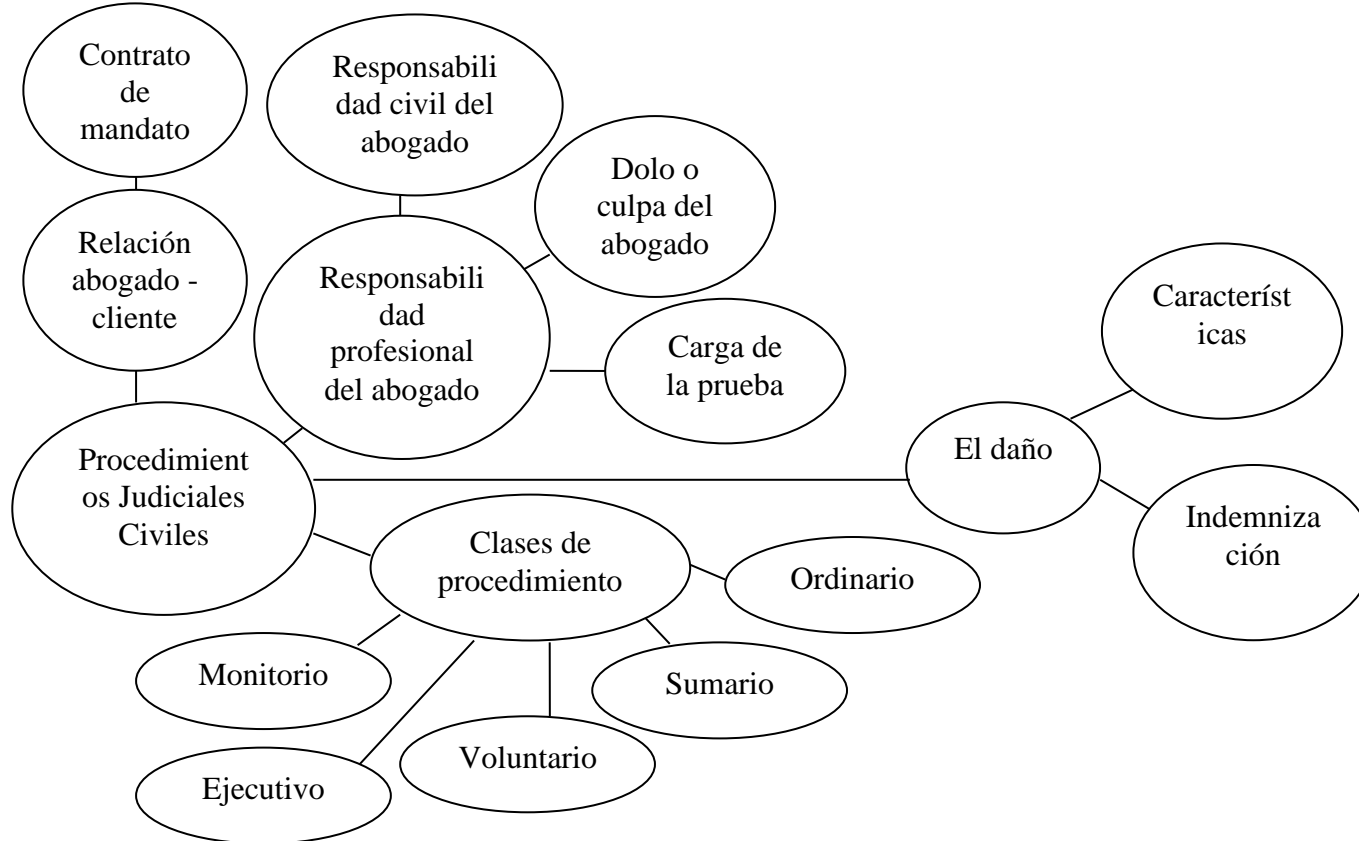 Contrato
de
mandato
Responsabili
dad civil del
abogado
Dolo o
culpa del
abogado
Relación
abogado -
cliente
Responsabili
dad
profesional
del abogado
Carga de
la prueba
Característ
icas
El daño
Indemniza
ción
Procedimient
os Judiciales
Civiles
Clases de
procedimiento
Ordinario
Monitorio
Sumario
Voluntario
Ejecutivo